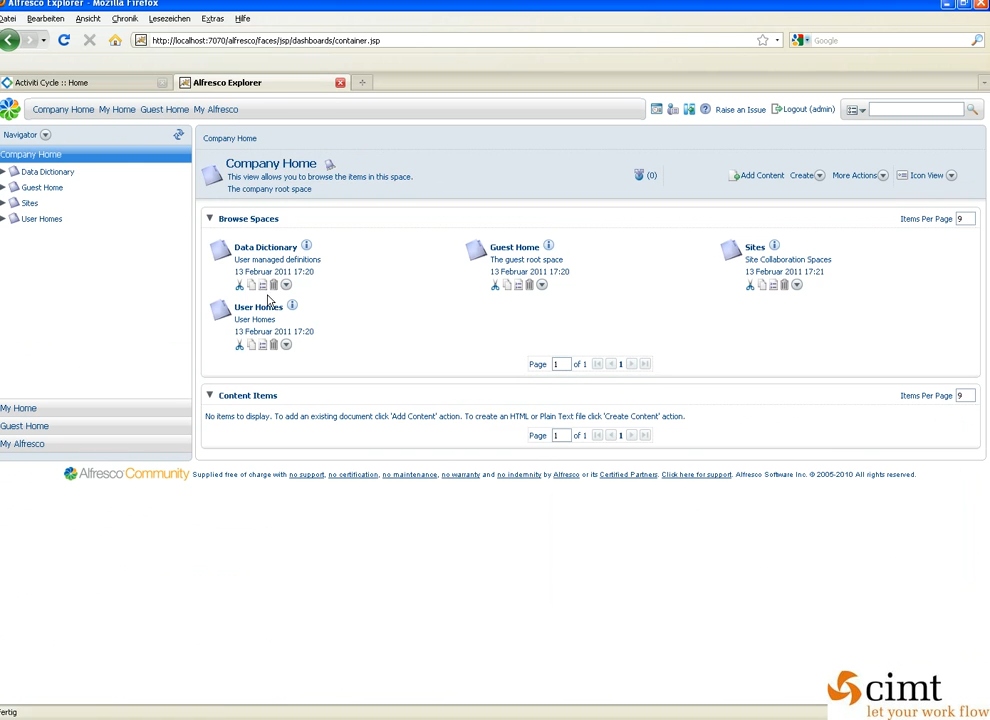 Alfresco Explorer - Mozilla Firefox
Datei Bearbeiten Ansicht Chronik Lesezeichen Extras Hilfe
http://localhost:7070/alfresco/faces/jsp/dashboards/container.jsp
Google
Activiti Cycle :: Home
Alfresco Explorer
Company Home My Home Guest Home My Alfresco
Raise an Issue Logout (admin)
Navigator
Company Home
Data Dictionary
Guest Home
Sites
User Homes
My Home
Guest Home
My Alfresco
Company Home
Company Home
This view allows you to browse the items in this space.
The company root space
(0)
Add Content Create More Actions Icon View
Browse Spaces
Items Per Page 9
Data Dictionary
User managed definitions
13 Februar 2011 17:20
Guest Home
The guest root space
13 Februar 2011 17:20
Sites
Site Collaboration Spaces
13 Februar 2011 17:21
User Homes
User Homes
13 Februar 2011 17:20
Page 1 of 1 1
Content Items
Items Per Page 9
No items to display. To add an existing document click 'Add Content' action. To create an HTML or Plain Text file click 'Create Content' action.
Page 1 of 1 1
Alfresco Community Supplied free of charge with no support, no certification, no maintenance, no warranty and no indemnity by Alfresco or its Certified Partners. Click here for support. Alfresco Software Inc. © 2005-2010 All rights reserved.
cimt
let your work flow
Fertig